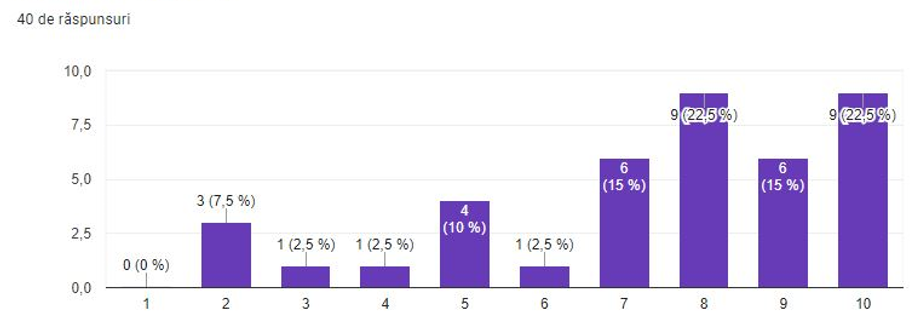 40 de răspunsuri
10,0
7,5
5,0
2,5
0,0
0 (0 %)
3 (7,5 %)
1 (2,5 %)
1 (2,5 %)
4
(10 %)
1 (2,5 %)
6
(15 %)
9 (22,5 %)
6
(15 %)
9 (22,5 %)
1 2 3 4 5 6 7 8 9 10